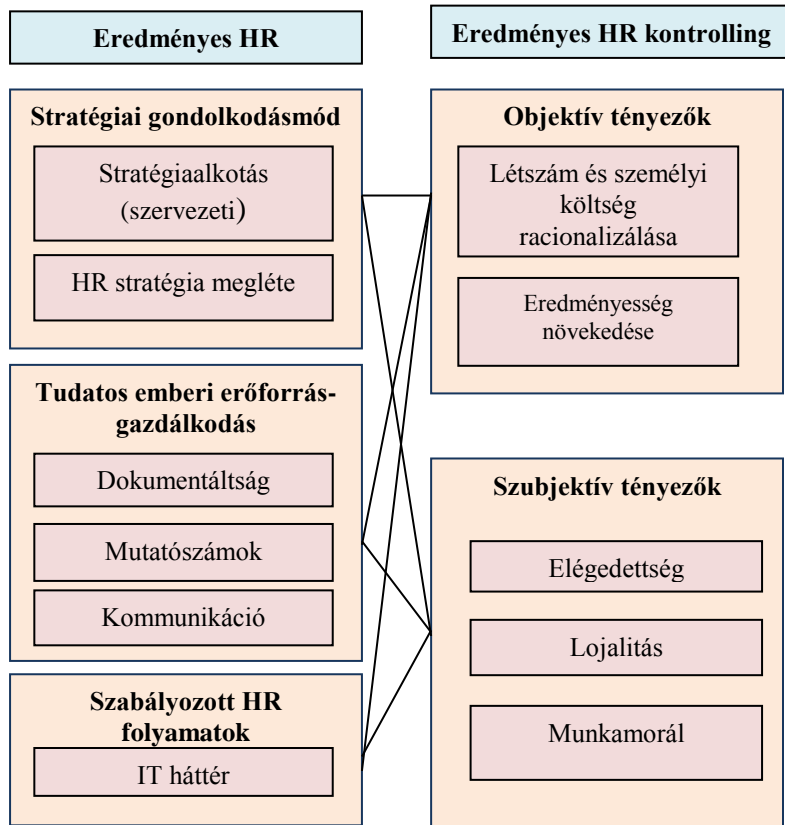 Eredményes HR
Stratégiai gondolkodásmód
Stratégiaalkotás
(szervezeti)
HR stratégia megléte
Tudatos emberi erőforrás-
gazdálkodás
Dokumentáltság
Mutatószámok
Kommunikáció
Szabályozott HR
folyamatok
IT háttér
Eredményes HR kontrolling
Objektív tényezők
Létszám és személyi
költség
racionalizálása
Eredményesség
növekedése
Szubjektív tényezők
Elégedettség
Lojalitás
Munkamorál